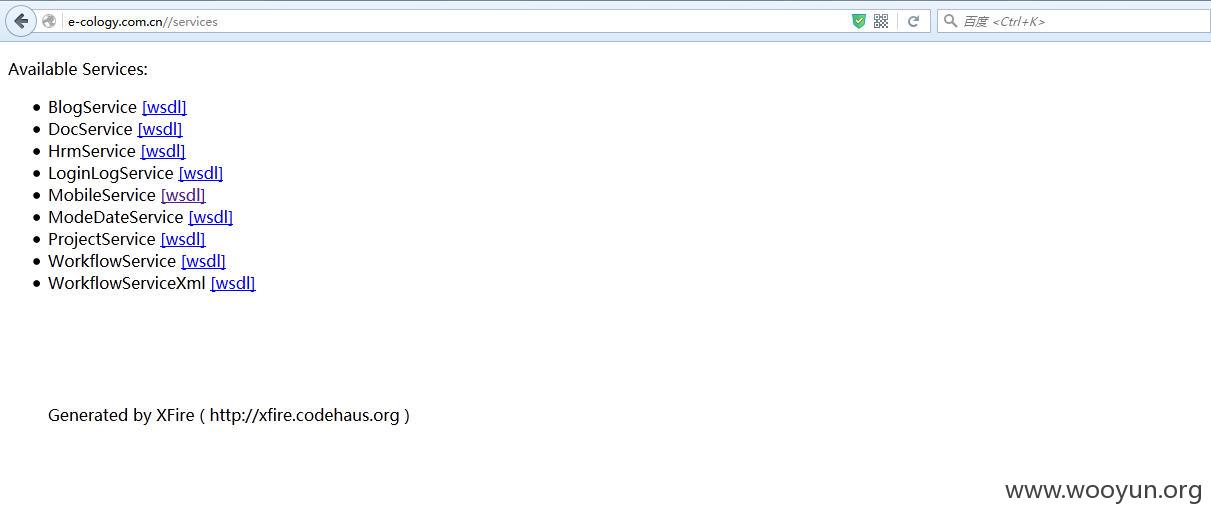 e-cology.com.cn//services
百度 <Ctrl+K>
Available Services:
BlogService [wsdl]
DocService [wsdl]
HrmService [wsdl]
LoginLogService [wsdl]
MobileService [wsdl]
ModeDateService [wsdl]
ProjectService [wsdl]
WorkflowService [wsdl]
WorkflowServiceXml [wsdl]
Generated by XFire ( http://xfire.codehaus.org )
www.wooyun.org